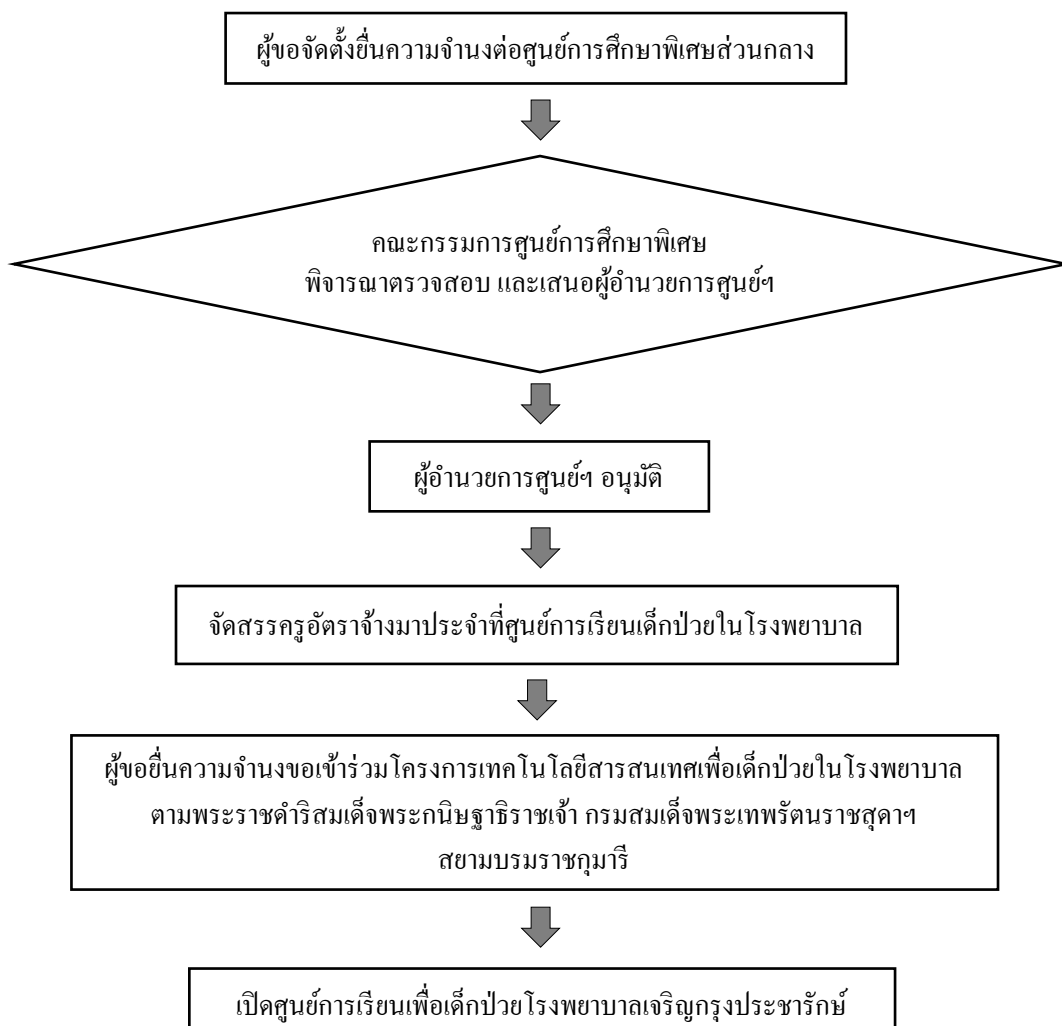 ผู้ขอจัดตั้งยื่นความจำนงต่อศูนย์การศึกษาพิเศษส่วนกลาง
คณะกรรมการศูนย์การศึกษาพิเศษ
พิจารณาตรวจสอบ และเสนอผู้อำนวยการศูนย์ฯ
ผู้อำนวยการศูนย์ฯ อนุมัติ
จัดสรรครูอัตราจ้างมาประจำที่ศูนย์การเรียนเด็กป่วยในโรงพยาบาล
ผู้ขอยื่นความจำนงขอเข้าร่วมโครงการเทคโนโลยีสารสนเทศเพื่อเด็กป่วยในโรงพยาบาล
ตามพระราชดำริสมเด็จพระกนิษฐาธิราชเจ้า กรมสมเด็จพระเทพรัตนราชสุดาฯ
สยามบรมราชกุมารี
เปิดศูนย์การเรียนเพื่อเด็กป่วยโรงพยาบาลเจริญกรุงประชารักษ์